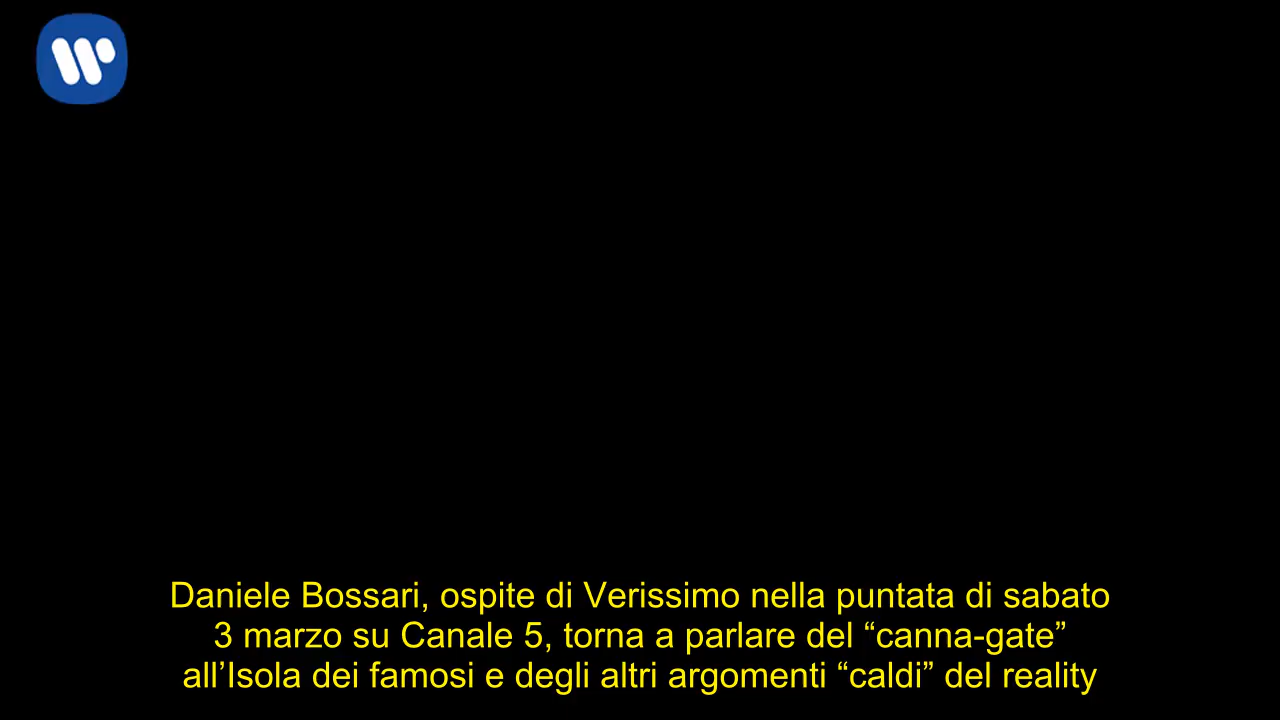 Daniele Bossari, ospite di Verissimo nella puntata di sabato
3 marzo su Canale 5, torna a parlare del “canna-gate”
all’Isola dei famosi e degli altri argomenti “caldi” del reality